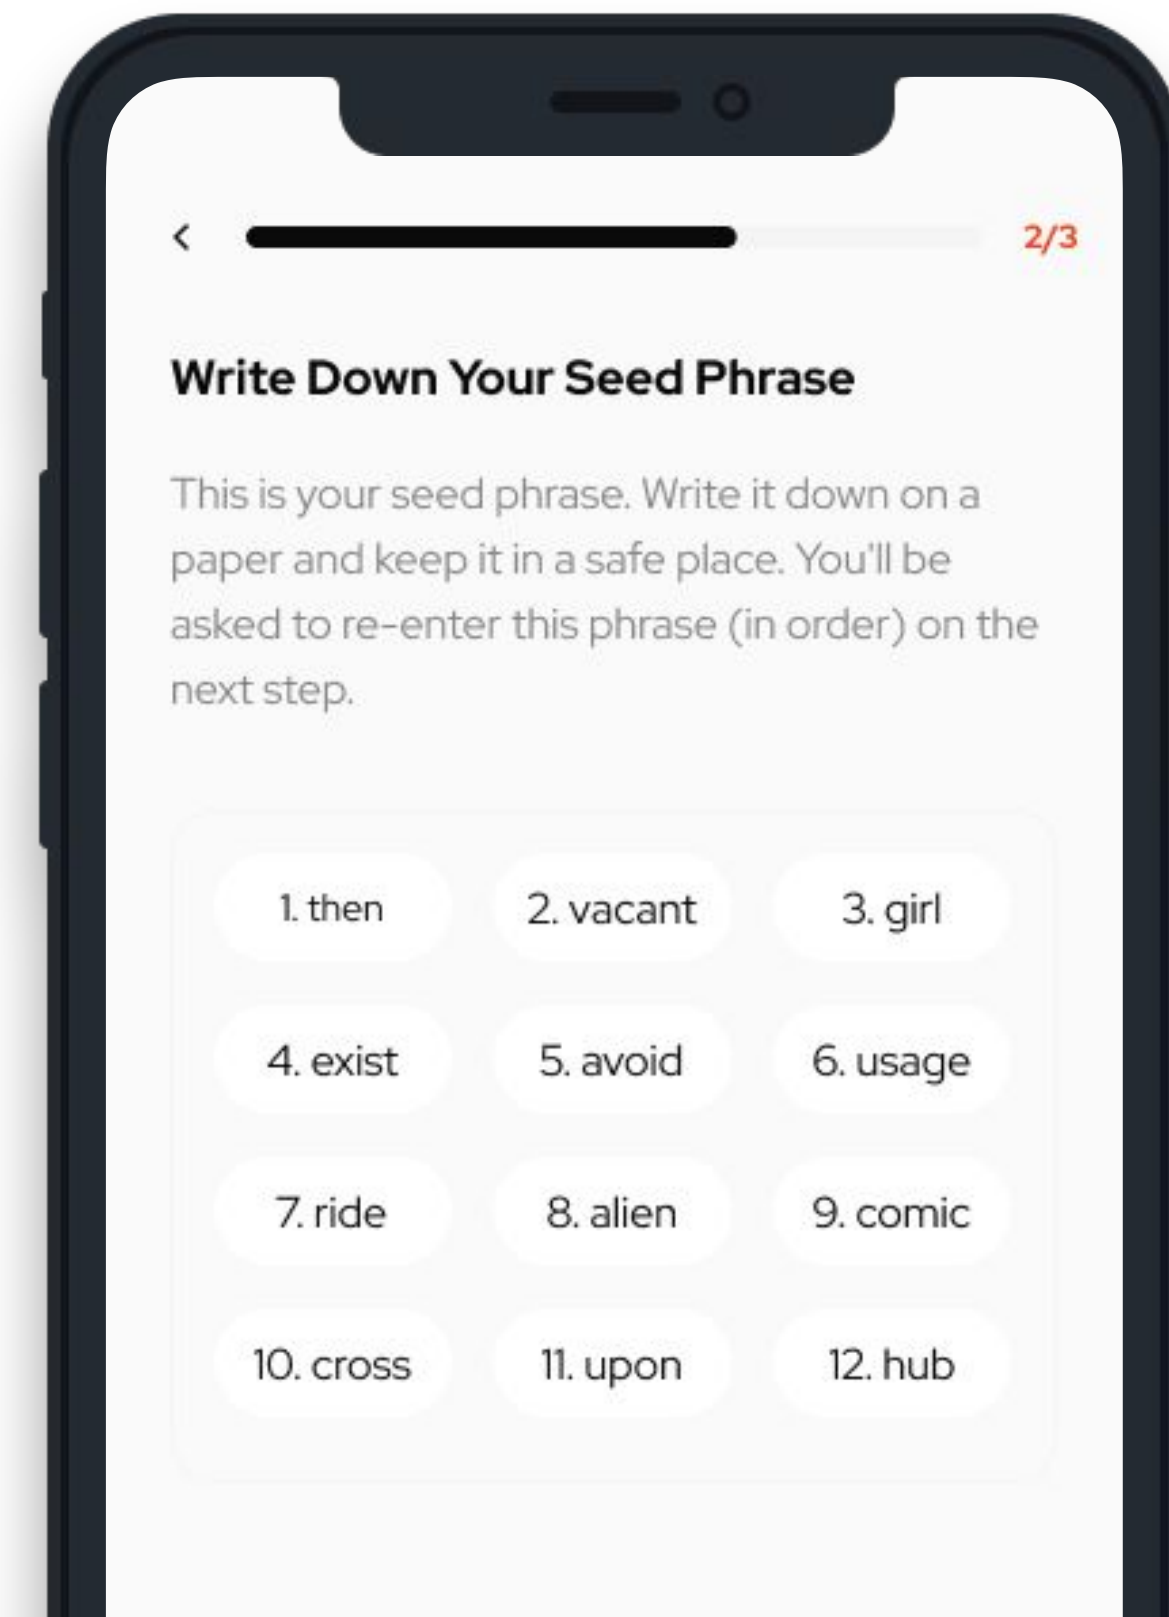 2/3
Write Down Your Seed Phrase
This is your seed phrase. Write it down on a
paper and keep it in a safe place. You'll be
asked to re-enter this phrase (in order) on the
next step.
1. then 2. vacant 3. girl
4. exist 5. avoid 6. usage
7. ride 8. alien 9. comic
10. cross 11. upon 12. hub